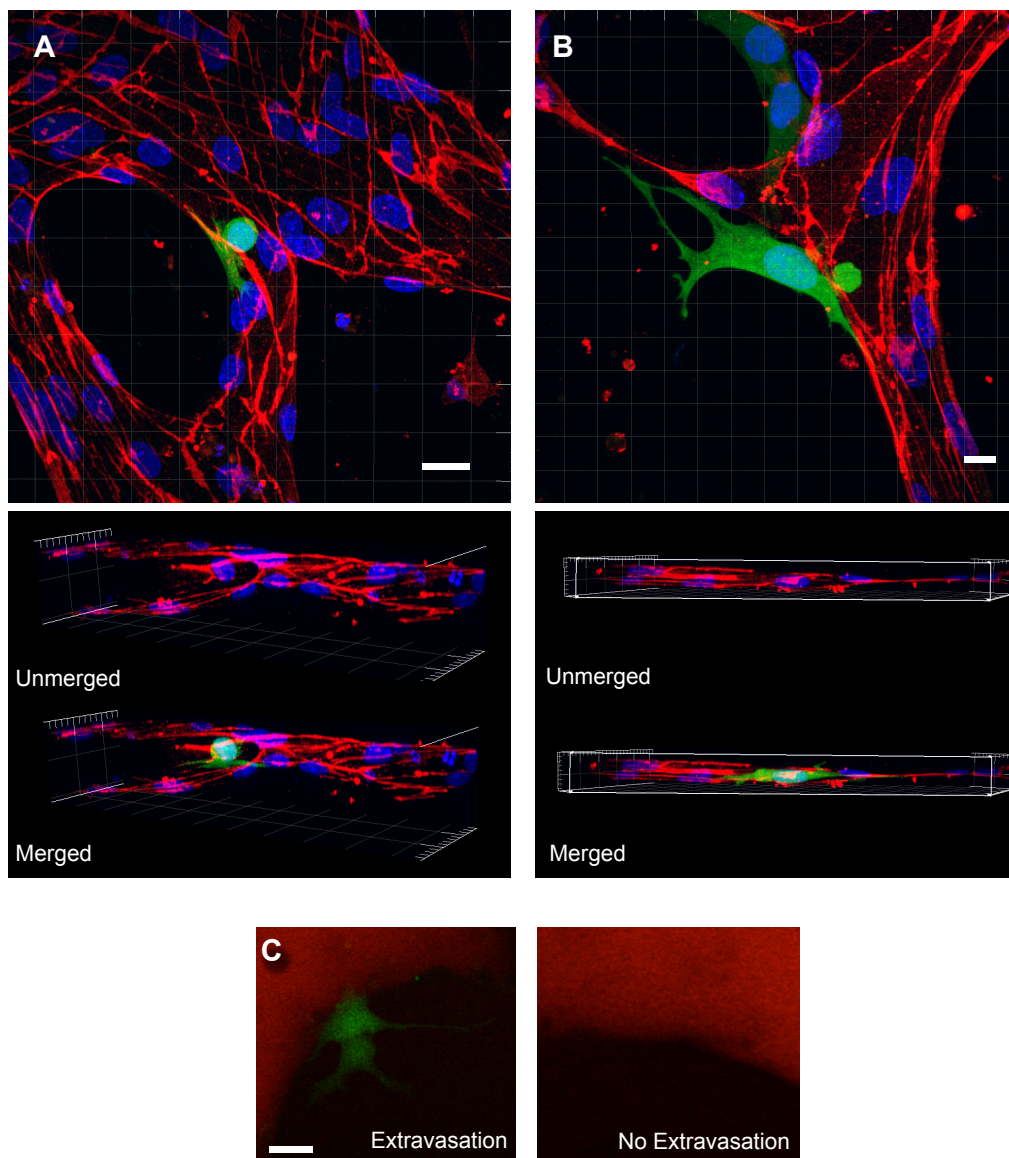 A
B
Unmerged
Unmerged
Merged
Merged
C
Extravasation
No Extravasation